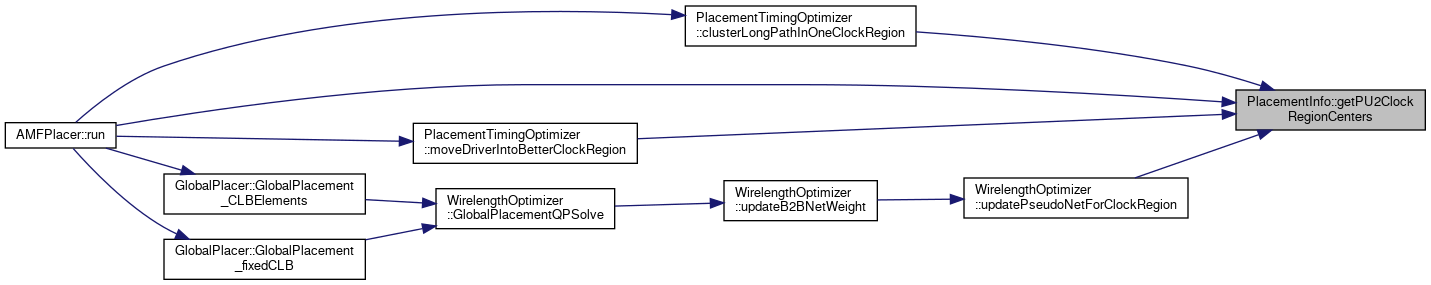 PlacementTimingOptimizer
::clusterLongPathInOneClockRegion
PlacementInfo::getPU2Clock
RegionCenters
AMFPlacer::run
PlacementTimingOptimizer
::moveDriverIntoBetterClockRegion
GlobalPlacer::GlobalPlacement
_CLBElements
WirelengthOptimizer
::GlobalPlacementQPSolve
WirelengthOptimizer
::updateB2BNetWeight
WirelengthOptimizer
::updatePseudoNetForClockRegion
GlobalPlacer::GlobalPlacement
_fixedCLB